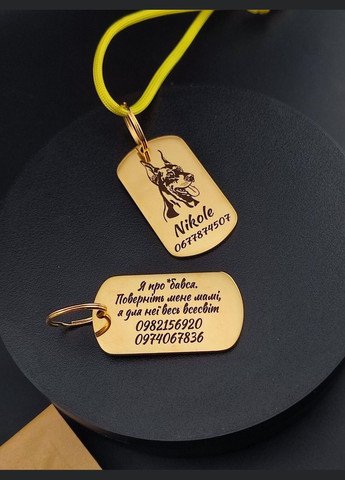 Nikole
0677874507
Я про*бався.
Поверніть мене мамі,
я для неї весь всесвіт
0982156920
0974067836